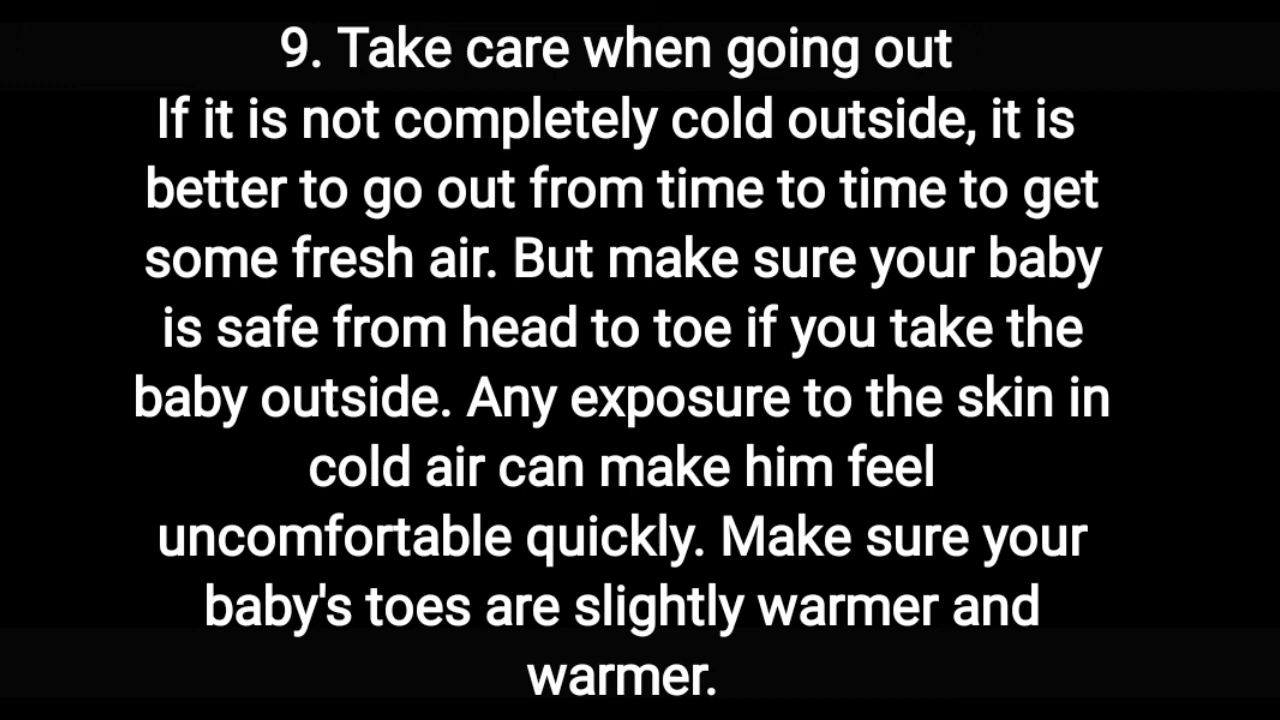 9. Take care when going out
If it is not completely cold outside, it is
better to go out from time to time to get
some fresh air. But make sure your baby
is safe from head to toe if you take the
baby outside. Any exposure to the skin in
cold air can make him feel
uncomfortable quickly. Make sure your
baby's toes are slightly warmer and
warmer.